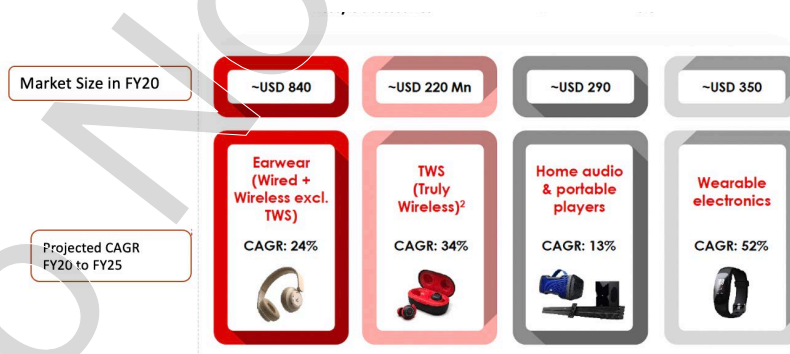 Market Size in FY20
~USD 840
~USD 220 Mn
~USD 290
~USD 350
Earwear
(Wired +
Wireless excl.
TWS)
CAGR: 24%
TWS
(Truly
Wireless)2
CAGR: 34%
Home audio
& portable
players
CAGR: 13%
Wearable
electronics
CAGR: 52%
Projected CAGR
FY20 to FY25